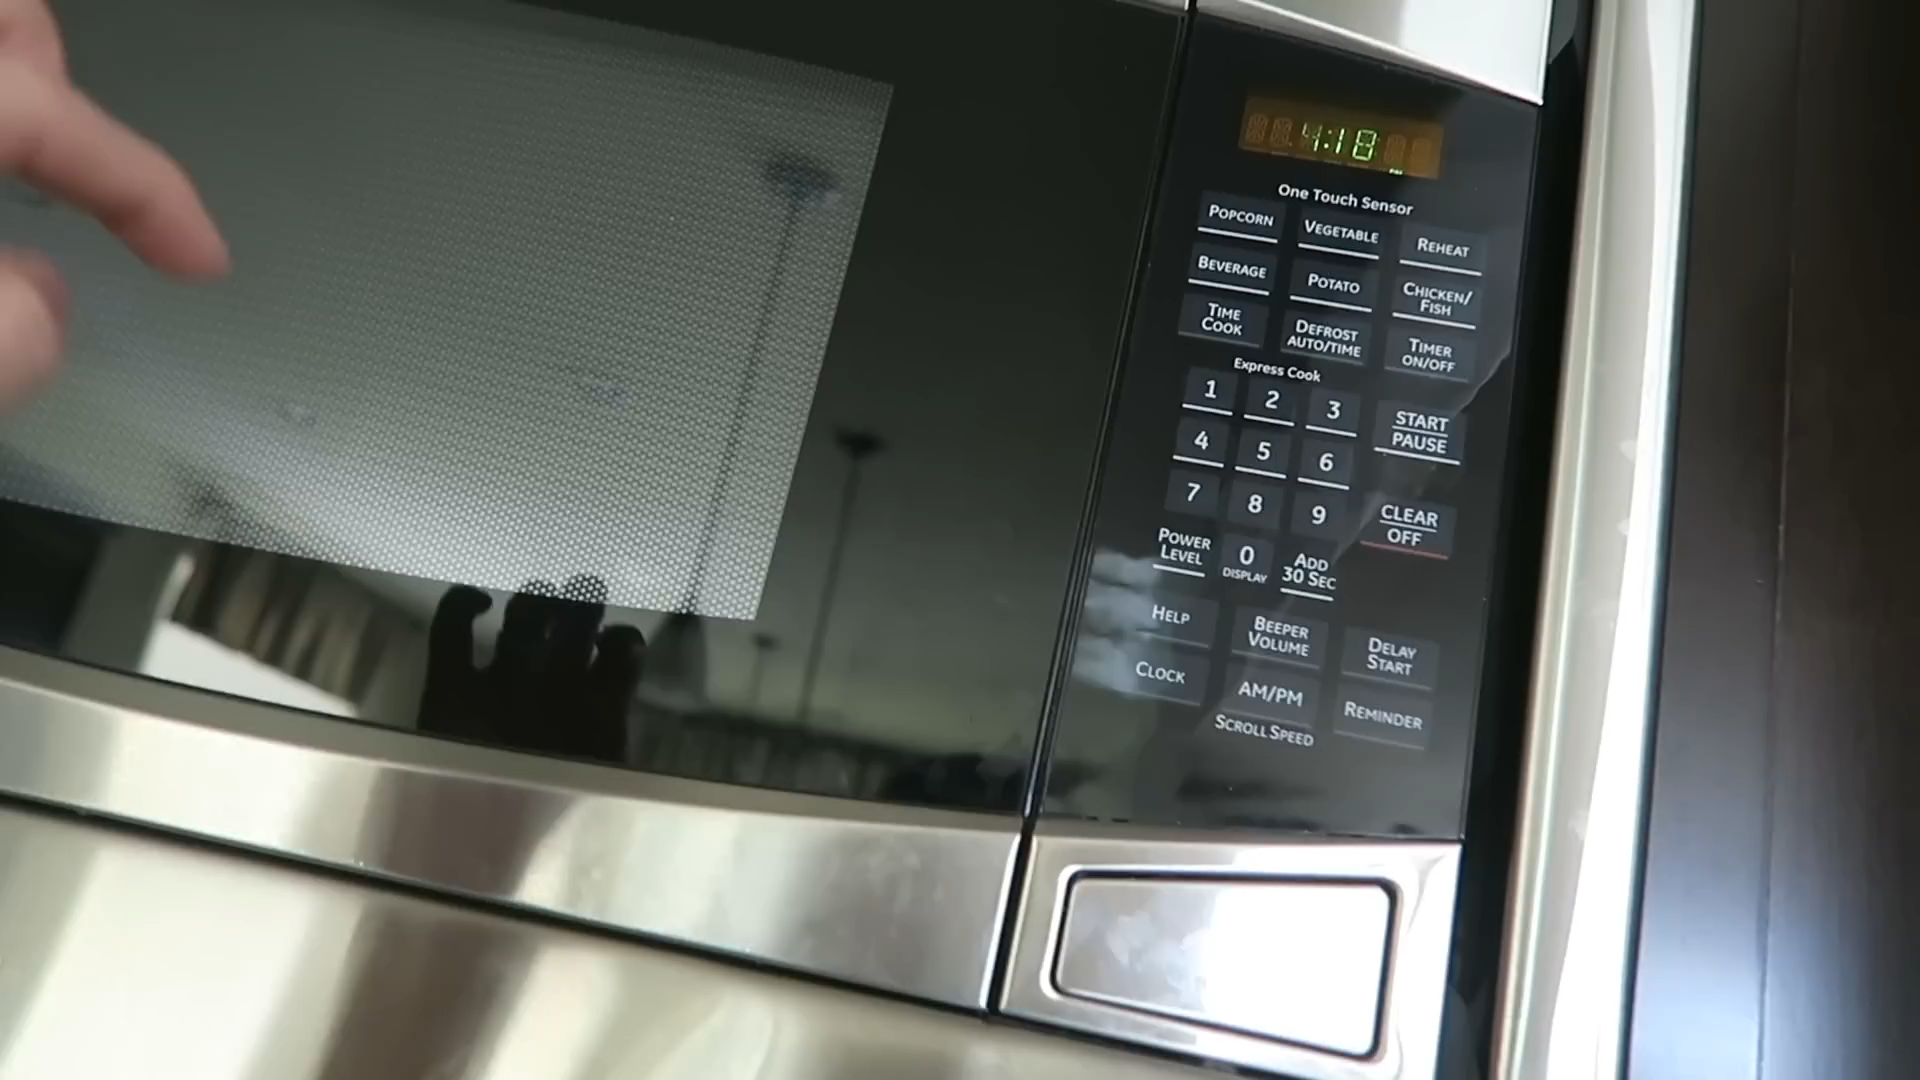 4:18
One Touch Sensor
POPCORN
VEGETABLE
REHEAT
BEVERAGE
POTATO
CHICKEN/
FISH
TIME
COOK
DEFROST
AUTO/TIME
TIMER
ON/OFF
Express Cook
1
2
3
START
PAUSE
4
5
6
7
8
9
CLEAR
OFF
POWER
LEVEL
0
DISPLAY
ADD
30 SEC
HELP
BEEPER
VOLUME
DELAY
START
CLOCK
AM/PM
SCROLL SPEED
REMINDER